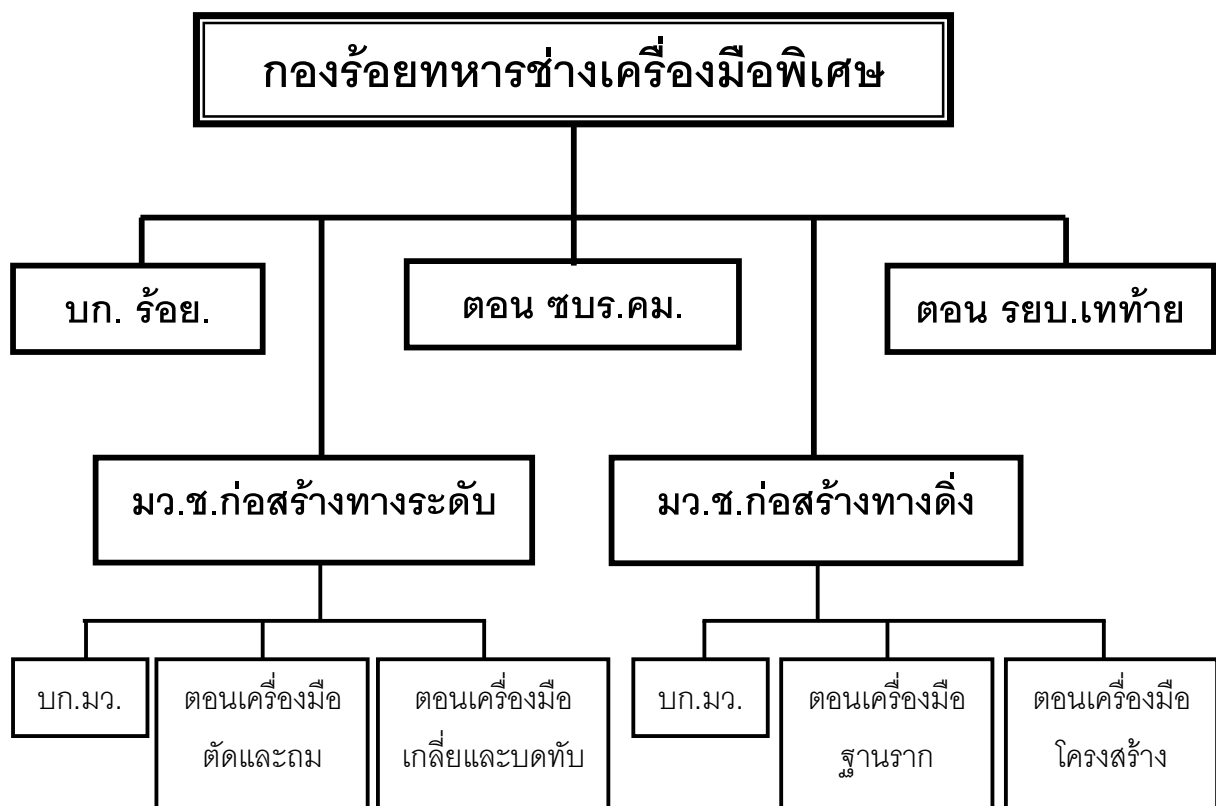 กองร้อยทหารช่างเครื่องมือพิเศษ
บก. ร้อย.
ตอน ซบร.คม.
ตอน รยบ.เทท้าย
มว.ช.ก่อสร้างทางระดับ
มว.ช.ก่อสร้างทางดิ่ง
บก.มว.
ตอนเครื่องมือ
ตัดและถม
ตอนเครื่องมือ
เกลี่ยและบดทับ
บก.มว.
ตอนเครื่องมือ
ฐานราก
ตอนเครื่องมือ
โครงสร้าง